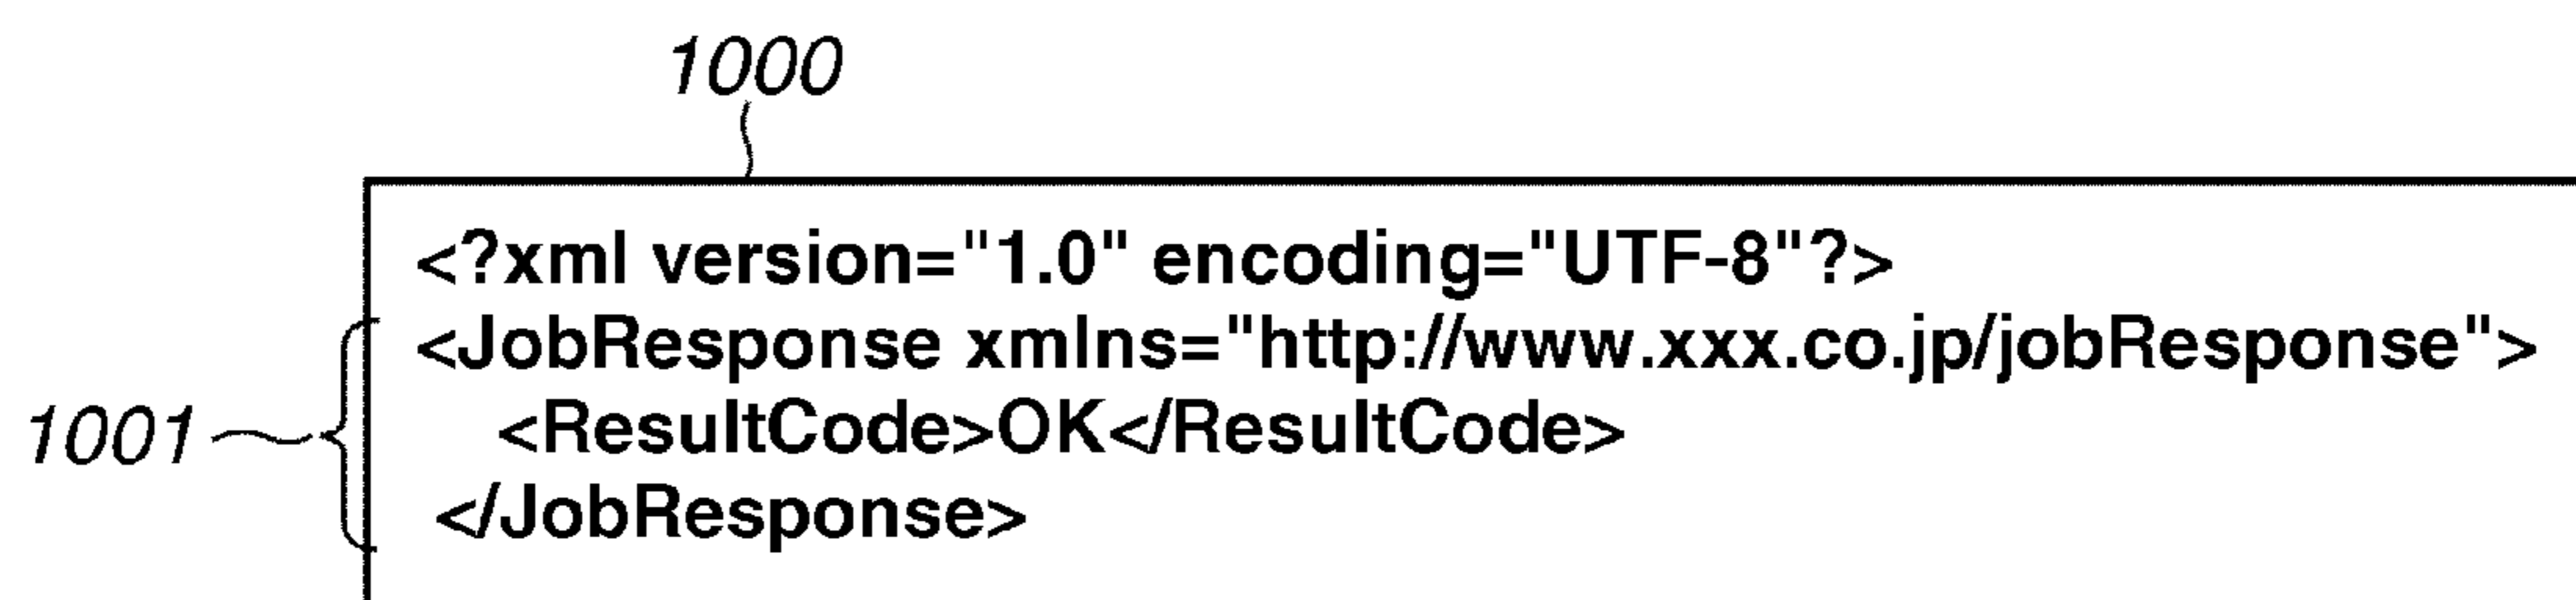 1000
<?xml version="1.0" encoding="UTF-8"?>
<JobResponse xmlns="http://www.xxx.co.jp/jobResponse">
1001
<ResultCode>OK</ResultCode>
</JobResponse>